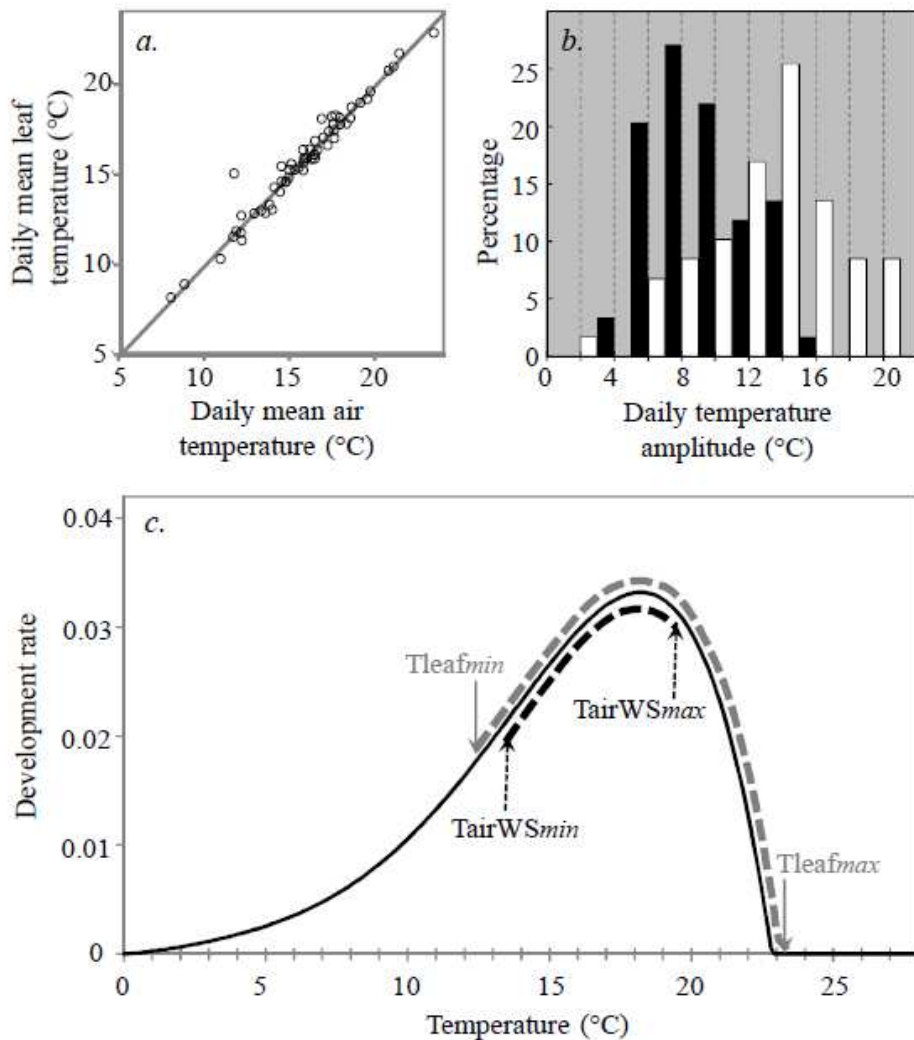 a.
Daily mean leaf
temperature (°C)
20
15
10
5
5
10
15
20
Daily mean air
temperature (°C)
b.
Percentage
25
20
15
10
5
0
0
4
8
12
16
20
Daily temperature
amplitude (°C)
c.
Development rate
0.04
0.03
0.02
0.01
0
Tleafmin
TairWSmax
TairWSmin
Tleafmax
0
5
10
15
20
25
Temperature (°C)